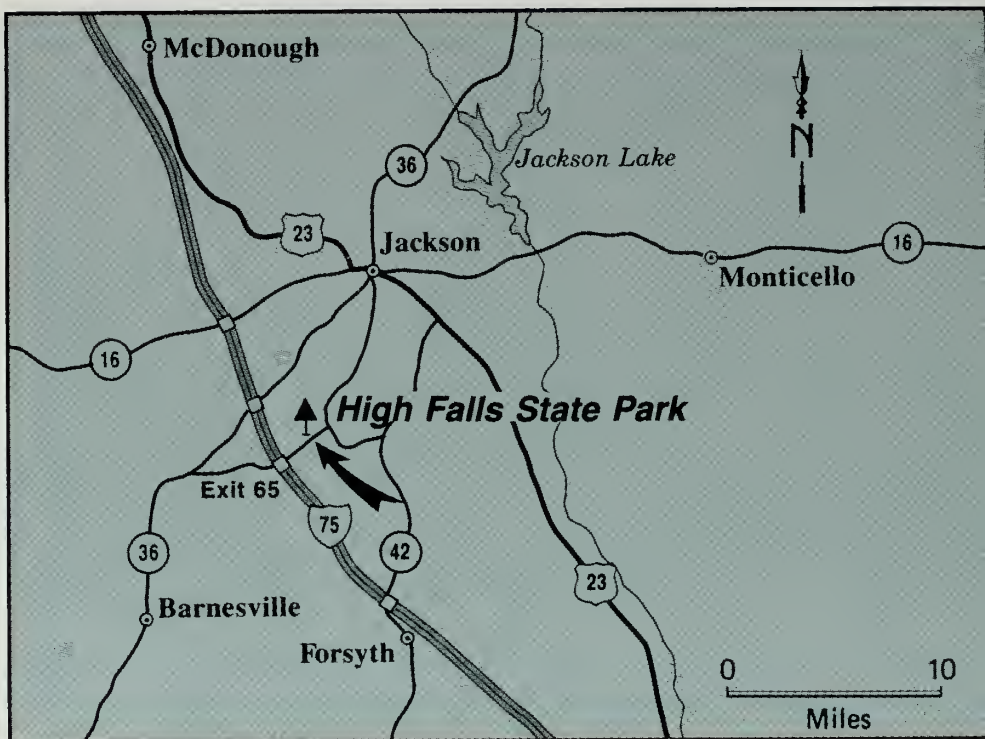 McDonough
N
36
Jackson Lake
23
Jackson
16
Monticello
16
High Falls State Park
Exit 65
75
36
42
23
Barnesville
Forsyth
0 10
Miles